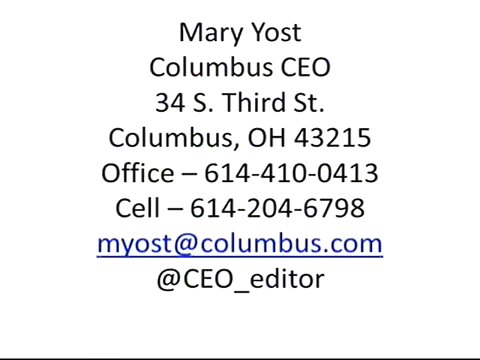 Mary Yost
Columbus CEO
34 S. Third St.
Columbus, OH 43215
Office – 614-410-0413
Cell – 614-204-6798
myost@columbus.com
@CEO_editor